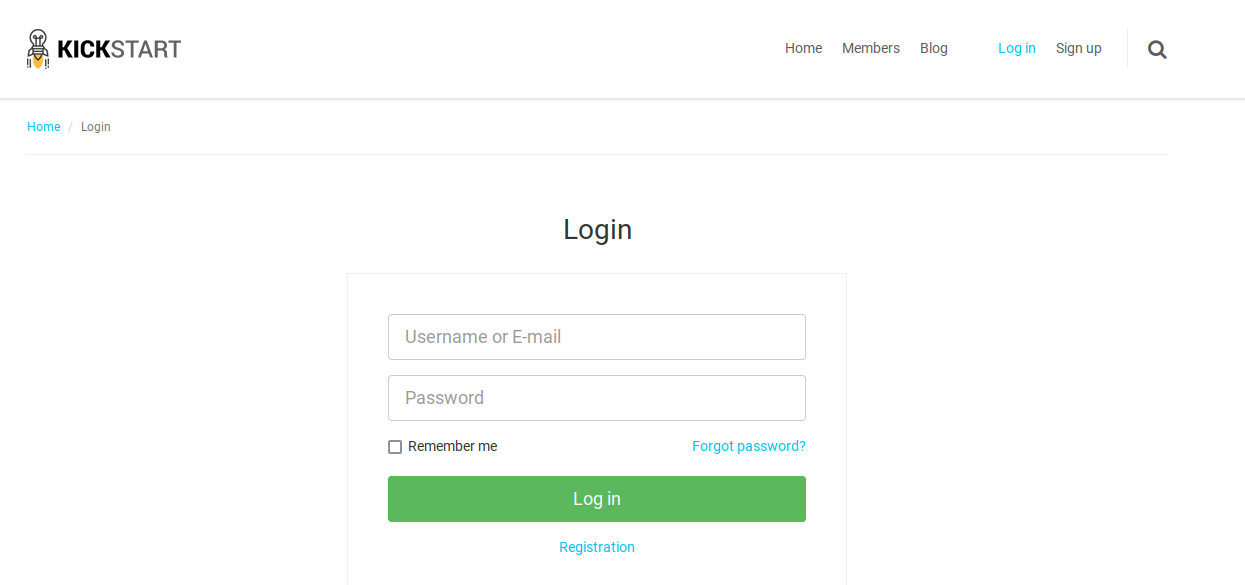 KICKSTART
Home Members Blog Log in Sign up
Home / Login
Login
Username or E-mail
Password
Remember me Forgot password?
Log in
Registration